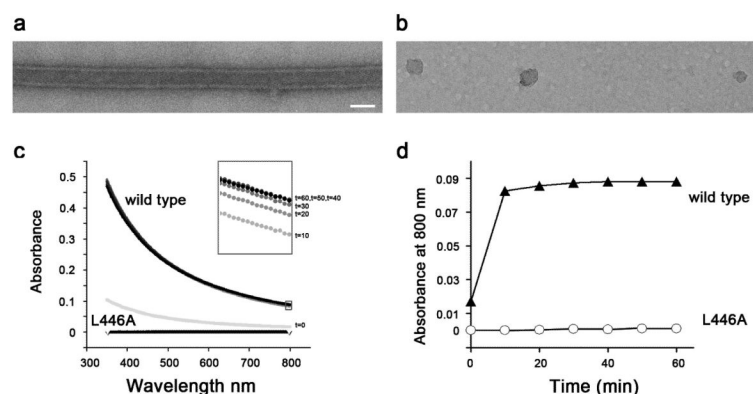 a
b
c
0.5
0.4
0.3
0.2
0.1
0
Absorbance
wild type
L446A
t=60,t=50,t=40
t=30
t=20
t=10
t=0
300 400 500 600 700 800
Wavelength nm
d
0.09
0.07
0.05
0.03
0.01
0
Absorbance at 800 nm
wild type
L446A
0 20 40 60
Time (min)